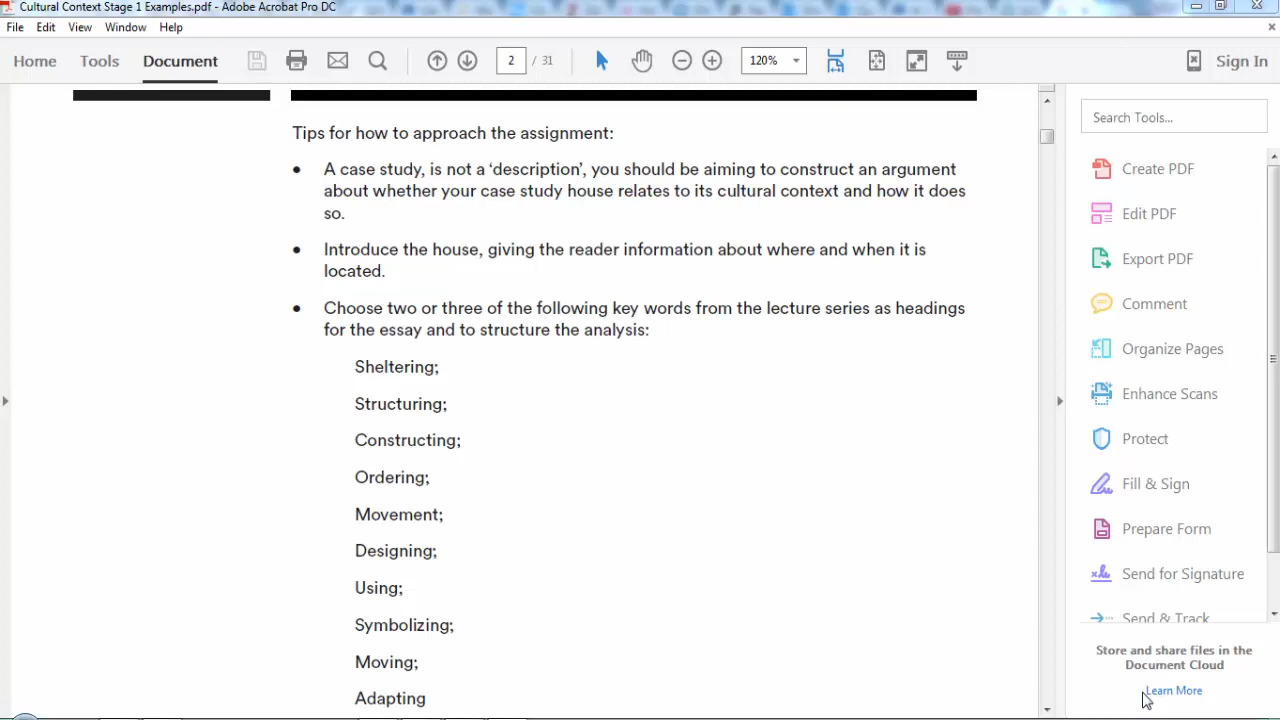 Cultural Context Stage 1 Examples.pdf - Adobe Acrobat Pro DC
File Edit View Window Help
Home Tools Document 2 / 31 120% Sign In
Tips for how to approach the assignment:
• A case study, is not a ‘description’, you should be aiming to construct an argument
about whether your case study house relates to its cultural context and how it does
so.
• Introduce the house, giving the reader information about where and when it is
located.
• Choose two or three of the following key words from the lecture series as headings
for the essay and to structure the analysis:
Sheltering;
Structuring;
Constructing;
Ordering;
Movement;
Designing;
Using;
Symbolizing;
Moving;
Adapting
Search Tools...
Create PDF
Edit PDF
Export PDF
Comment
Organize Pages
Enhance Scans
Protect
Fill & Sign
Prepare Form
Send for Signature
Send & Track
Store and share files in the
Document Cloud
Learn More